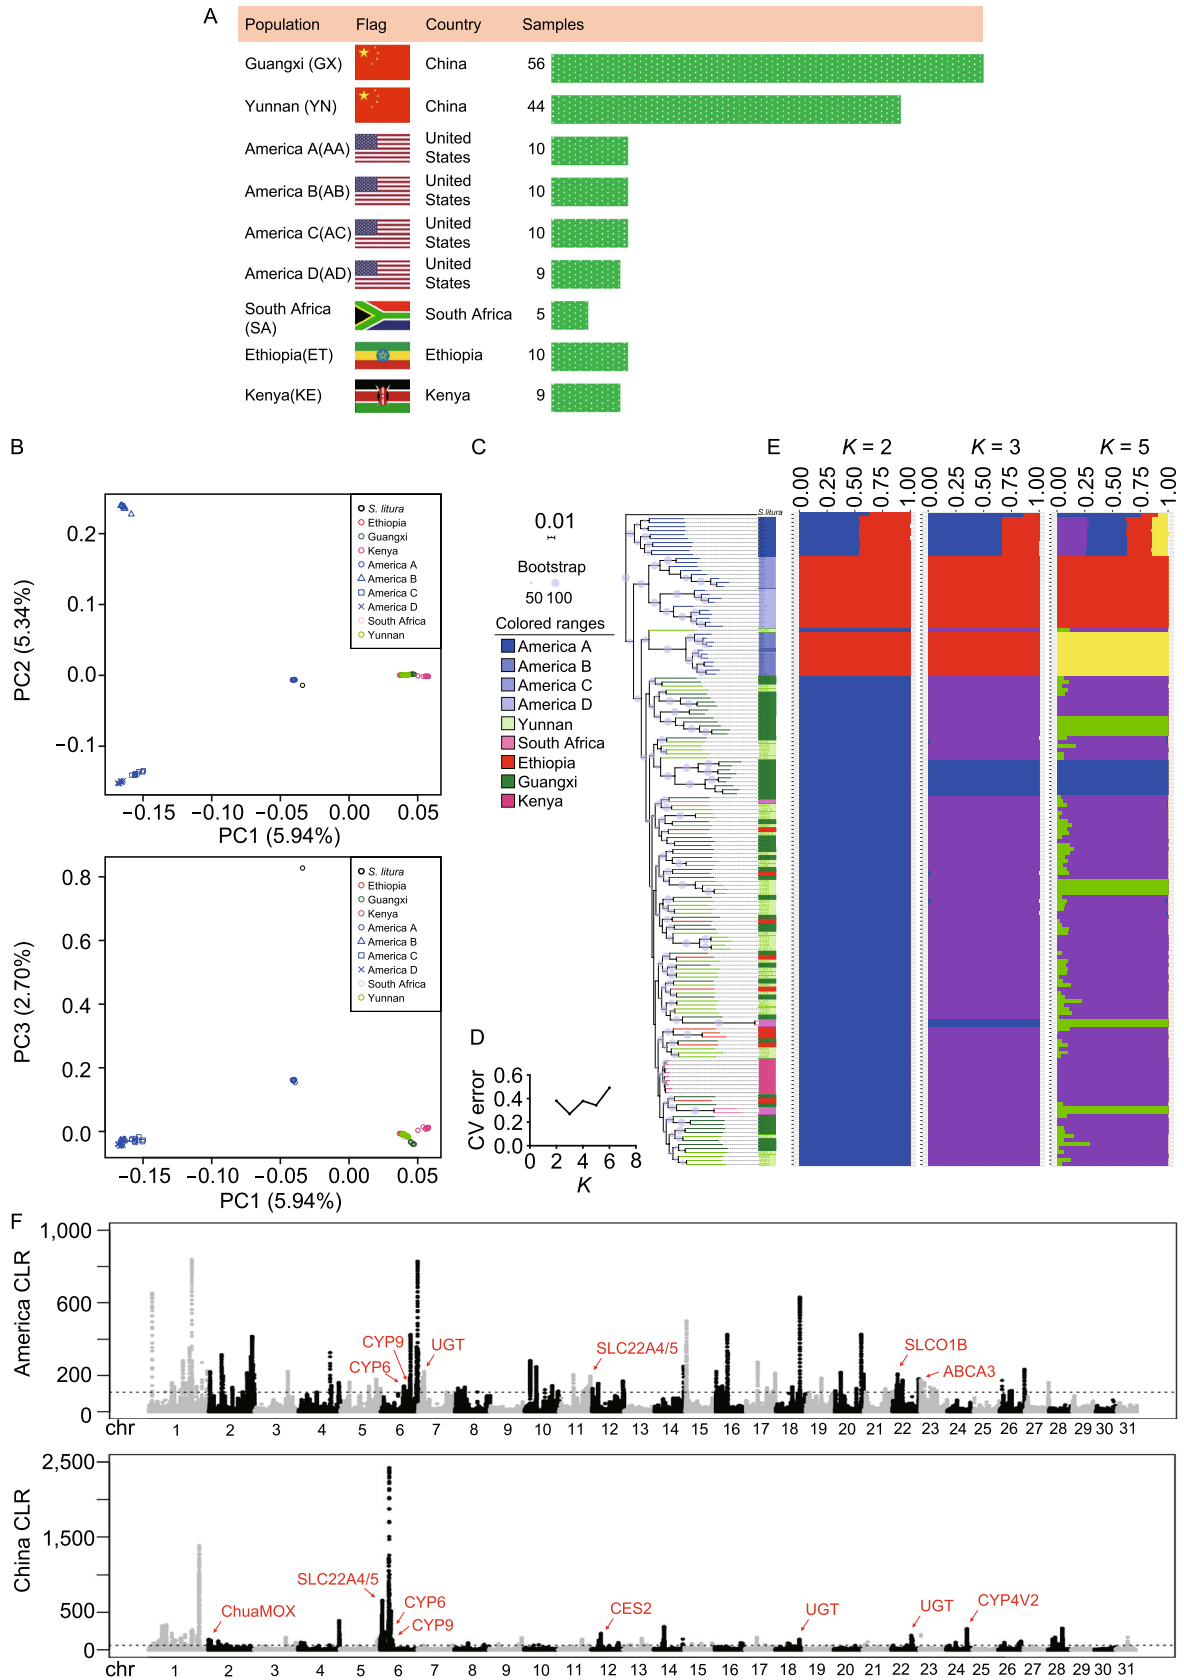 A
Population Flag Country Samples
Guangxi (GX) China 56
Yunnan (YN) China 44
America A(AA) United States 10
America B(AB) United States 10
America C(AC) United States 10
America D(AD) United States 9
South Africa (SA) South Africa 5
Ethiopia(ET) Ethiopia 10
Kenya(KE) Kenya 9
B
PC2 (5.34%)
0.2
0.1
0.0
−0.1
−0.15 −0.10 −0.05 0.00 0.05
PC1 (5.94%)
S. litura
Ethiopia
Guangxi
Kenya
America A
America B
America C
America D
South Africa
Yunnan
PC3 (2.70%)
0.8
0.6
0.4
0.2
0.0
−0.15 −0.10 −0.05 0.00 0.05
PC1 (5.94%)
S. litura
Ethiopia
Guangxi
Kenya
America A
America B
America C
America D
South Africa
Yunnan
C
0.01
Bootstrap
50 100
Colored ranges
America A
America B
America C
America D
Yunnan
South Africa
Ethiopia
Guangxi
Kenya
S.litura
D
CV error
0.6
0.4
0.2
0.0
0 2 4 6 8
K
E
K = 2 K = 3 K = 5
0.00 0.25 0.50 0.75 1.00 0.00 0.25 0.50 0.75 1.00 0.00 0.25 0.50 0.75 1.00
F
America CLR
1,000
600
200
0
CYP6
CYP9
UGT
SLC22A4/5
SLCO1B
ABCA3
chr 1 2 3 4 5 6 7 8 9 10 11 12 13 14 15 16 17 18 19 20 21 22 23 24 25 26 27 28 29 30 31
China CLR
2,500
1,500
500
0
ChuaMOX
SLC22A4/5
CYP6
CYP9
CES2
UGT
UGT
CYP4V2
chr 1 2 3 4 5 6 7 8 9 10 11 12 13 14 15 16 17 18 19 20 21 22 23 24 25 26 27 28 29 30 31